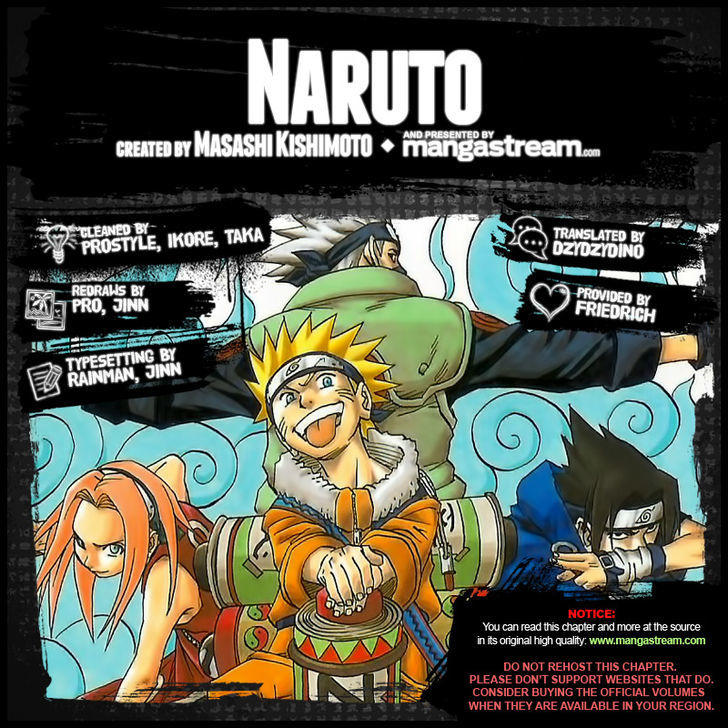 NARUTO
CREATED BY MASASHI KISHIMOTO ◆ AND PRESENTED BY mangastream.com
CLEANED BY
PROSTYLE, IKORE, TAKA
REDRAWS BY
PRO, JINN
TYPESETTING BY
RAINMAN, JINN
TRANSLATED BY
DZYDZYDINO
PROVIDED BY
FRIEDRICH
NOTICE:
You can read this chapter and more at the source
in its original high quality: www.mangastream.com
DO NOT REHOST THIS CHAPTER.
PLEASE DON'T SUPPORT WEBSITES THAT DO.
CONSIDER BUYING THE OFFICIAL VOLUMES
WHEN THEY ARE AVAILABLE IN YOUR REGION.